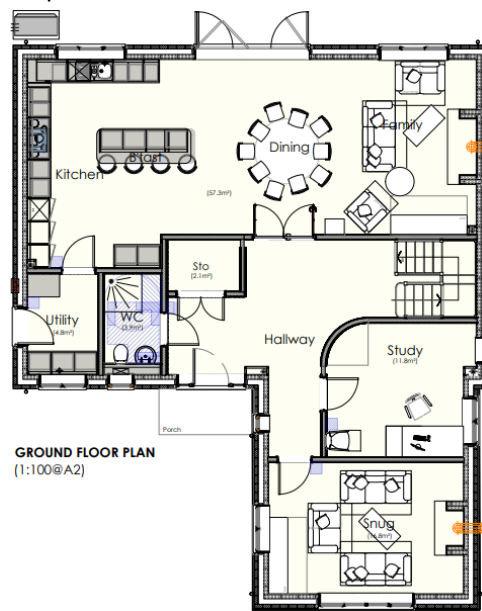 Family
Dining
B'fast
Kitchen
(57.3m²)
Sto
(2.1m²)
Utility
(4.8m²)
WC
(3.9m²)
Hallway
Study
(11.8m²)
Porch
GROUND FLOOR PLAN
(1:100@A2)
Snug